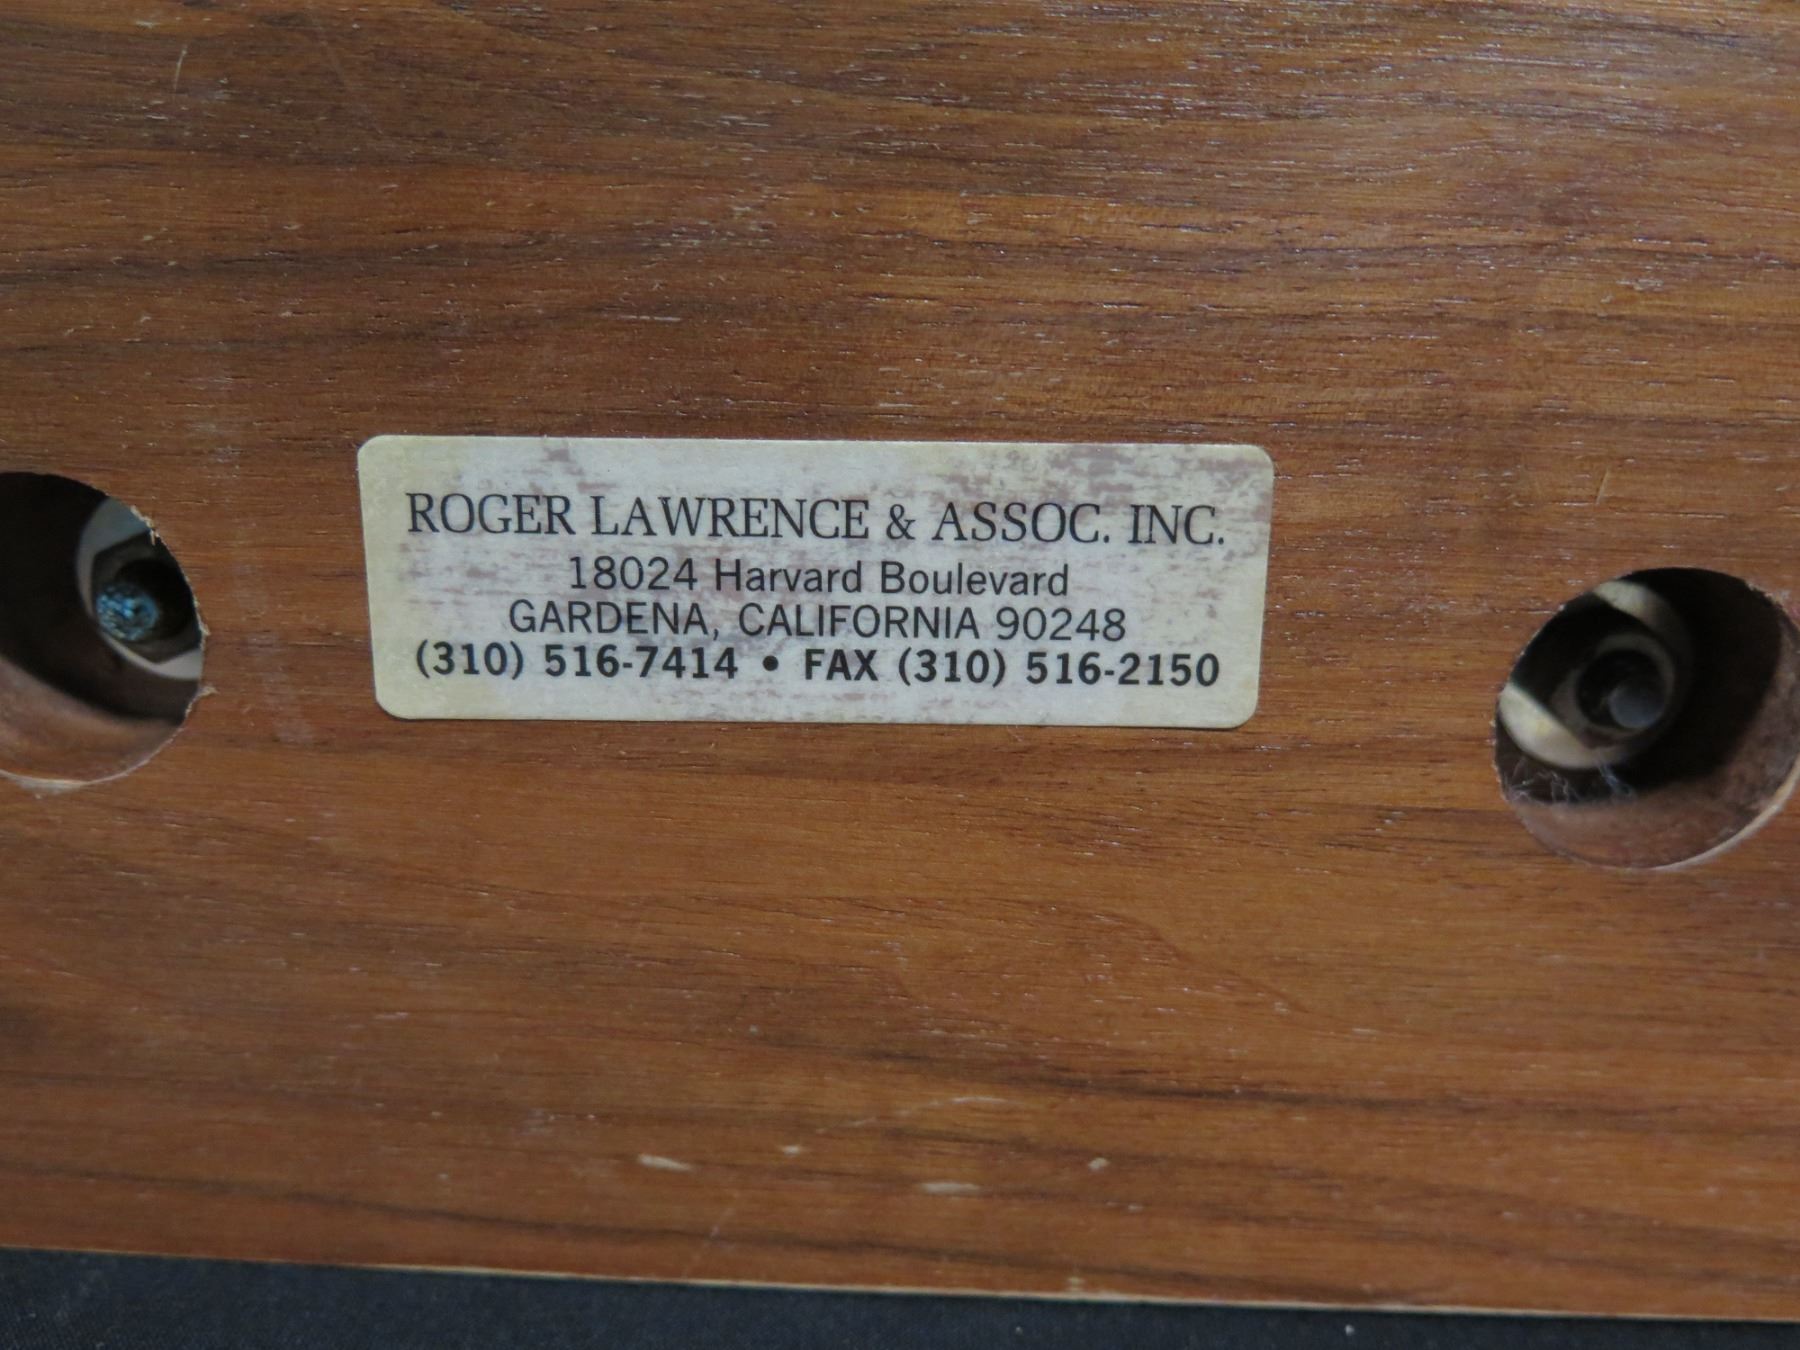 ROGER LAWRENCE & ASSOC. INC.
18024 Harvard Boulevard
GARDENA, CALIFORNIA 90248
(310) 516-7414 • FAX (310) 516-2150